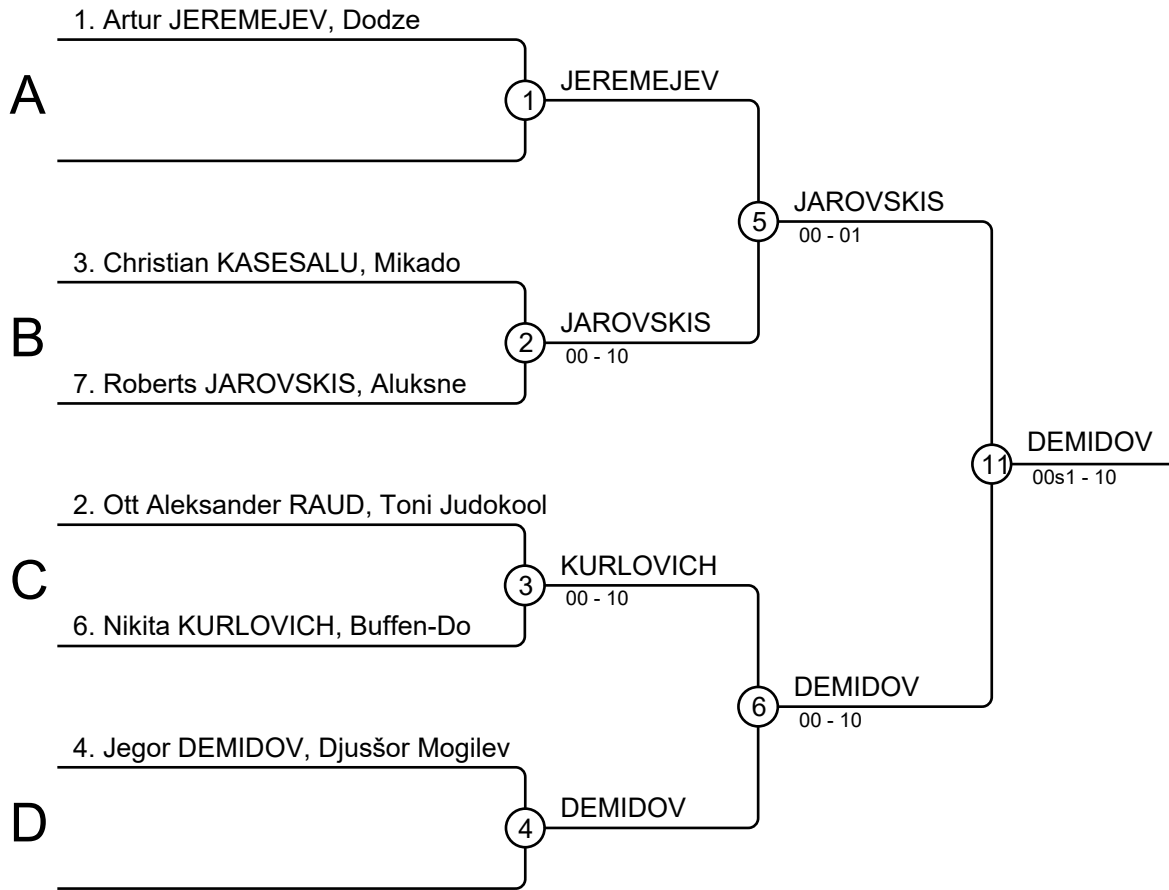 1. Artur JEREMEJEV, Dodze
A
1
JEREMEJEV
5
JAROVSKIS
00 - 01
3. Christian KASESALU, Mikado
B
2
JAROVSKIS
00 - 10
7. Roberts JAROVSKIS, Aluksne
11
DEMIDOV
00s1 - 10
2. Ott Aleksander RAUD, Toni Judokool
C
3
KURLOVICH
00 - 10
6. Nikita KURLOVICH, Buffen-Do
6
DEMIDOV
00 - 10
4. Jegor DEMIDOV, Djusšor Mogilev
D
4
DEMIDOV